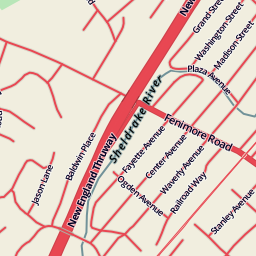 New
Grand Street
Washington Street
Madison Street
Plaza Avenue
Sheldrake River
Fenimore Road
New England Thruway
Baldwin Place
Jason Lane
Fayette Avenue
Center Avenue
Waverly Avenue
Ogden Avenue
Railroad Way
Stanley Avenue